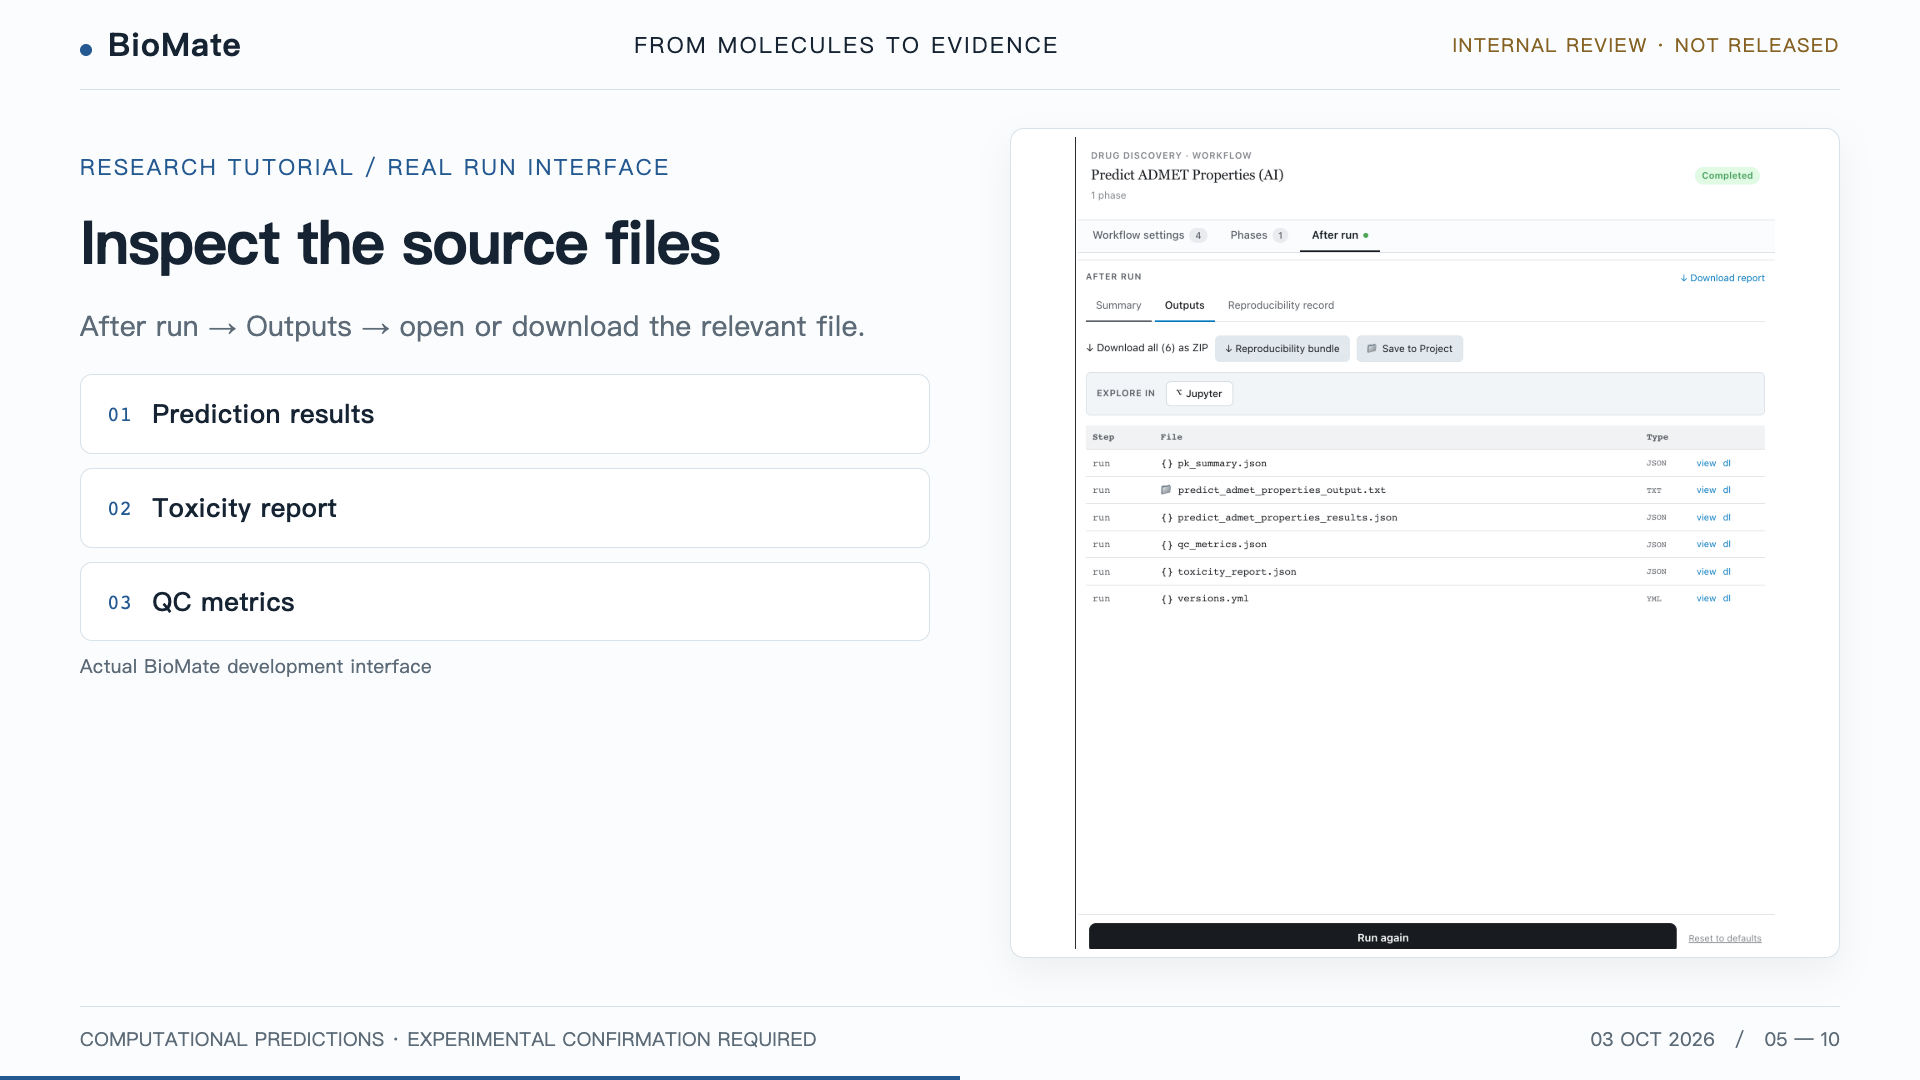 BioMate
FROM MOLECULES TO EVIDENCE
INTERNAL REVIEW · NOT RELEASED
RESEARCH TUTORIAL / REAL RUN INTERFACE
Inspect the source files
After run → Outputs → open or download the relevant file.
01 Prediction results
02 Toxicity report
03 QC metrics
Actual BioMate development interface
DRUG DISCOVERY · WORKFLOW
Predict ADMET Properties (AI)
Completed
1 phase
Workflow settings 4 Phases 1 After run
AFTER RUN
↓ Download report
Summary Outputs Reproducibility record
↓ Download all (6) as ZIP ↓ Reproducibility bundle Save to Project
EXPLORE IN Jupyter
Step File Type
run {} pk_summary.json JSON view dl
run predict_admet_properties_output.txt TXT view dl
run {} predict_admet_properties_results.json JSON view dl
run {} qc_metrics.json JSON view dl
run {} toxicity_report.json JSON view dl
run {} versions.yml YML view dl
Run again Reset to defaults
COMPUTATIONAL PREDICTIONS · EXPERIMENTAL CONFIRMATION REQUIRED
03 OCT 2026 / 05 — 10